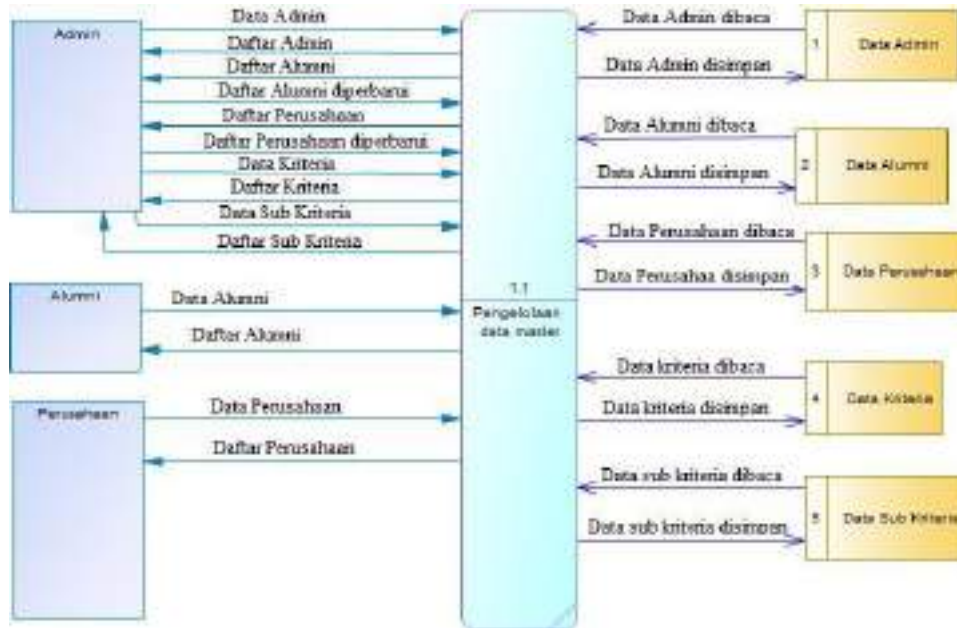 Admin
Data Admin
Daftar Admin
Daftar Alumni
Daftar Alumni diperbarui
Daftar Perusahaan
Daftar Perusahaan diperbarui
Data Kriteria
Daftar Kriteria
Data Sub Kriteria
Daftar Sub Kriteria
Alumni
Data Alumni
Daftar Alumni
Perusahaan
Data Perusahaan
Daftar Perusahaan
1.1
Pengelolaan
data master
Data Admin dibaca
Data Admin disimpan
1
Data Admin
Data Alumni dibaca
Data Alumni disimpan
2
Data Alumni
Data Perusahaan dibaca
Data Perusahaa disimpan
3
Data Perusahaan
Data kriteria dibaca
Data kriteria disimpan
4
Data Kriteria
Data sub kriteria dibaca
Data sub kriteria disimpan
5
Data Sub Kriteria